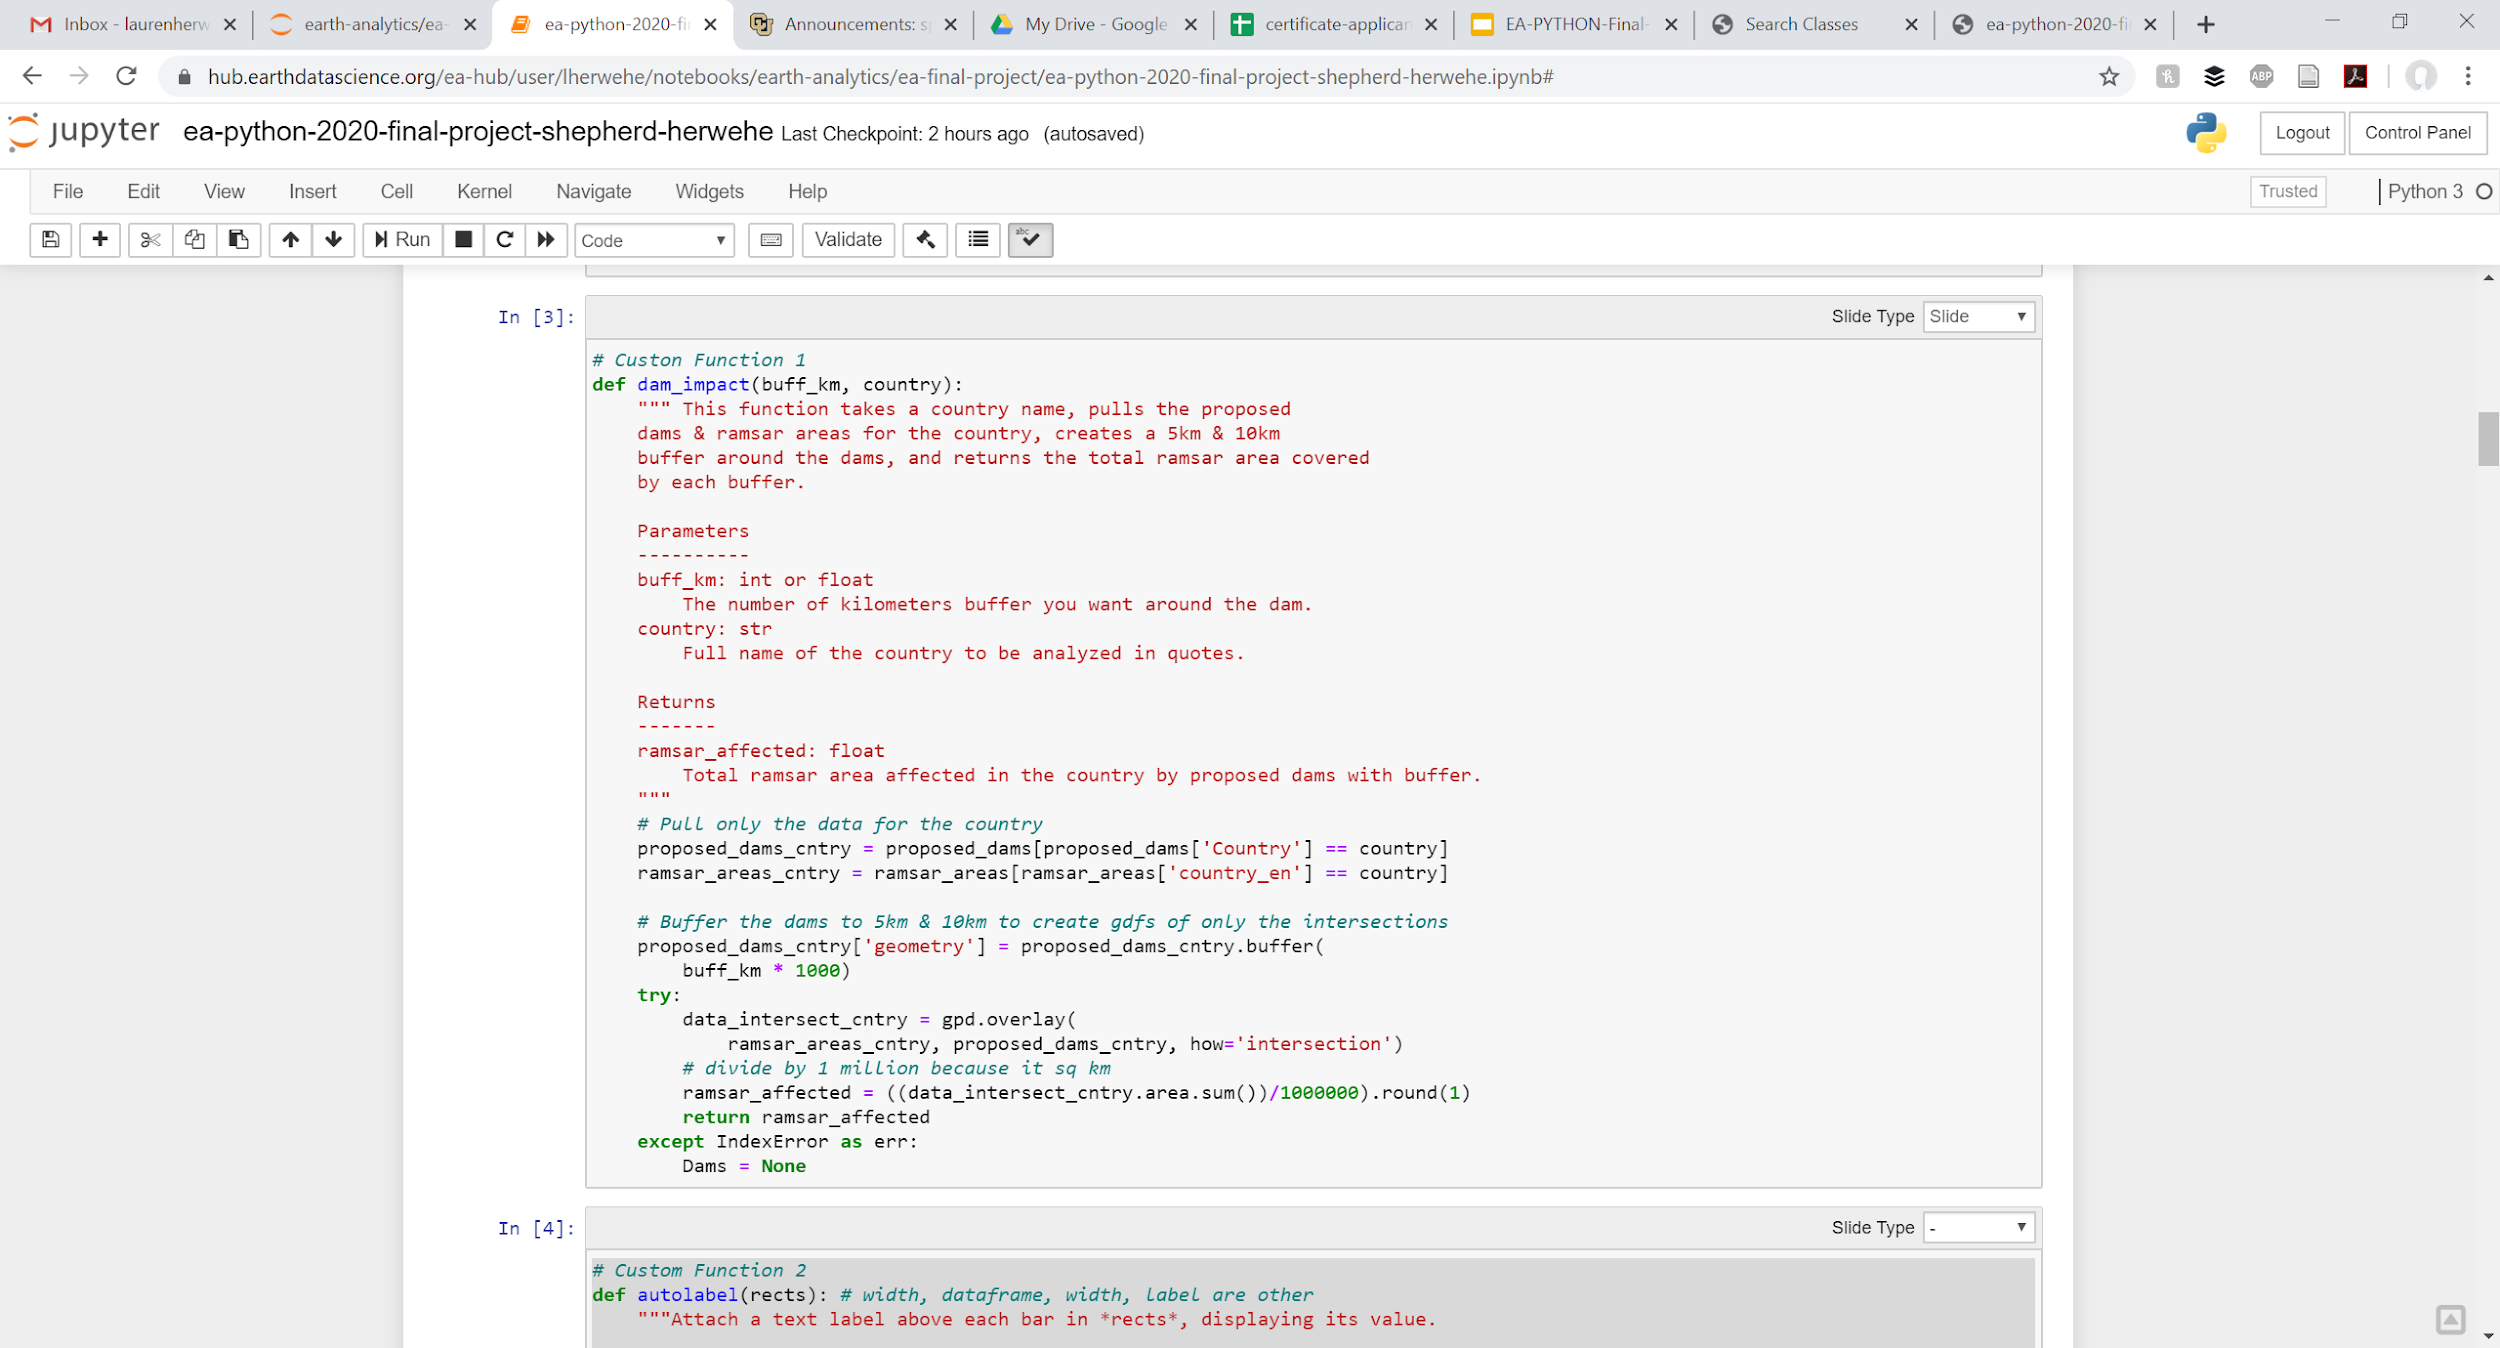 Inbox - laurenherw
earth-analytics/ea-
ea-python-2020-fi
Announcements: s
My Drive - Google
certificate-applican
EA-PYTHON-Final-
Search Classes
ea-python-2020-fi
hub.earthdatascience.org/ea-hub/user/lherwehe/notebooks/earth-analytics/ea-final-project/ea-python-2020-final-project-shepherd-herwehe.ipynb#
ABP
jupyter ea-python-2020-final-project-shepherd-herwehe Last Checkpoint: 2 hours ago (autosaved)
Logout Control Panel
File Edit View Insert Cell Kernel Navigate Widgets Help
Trusted Python 3
Run Code Validate abc
In [3]:
Slide Type Slide
# Custon Function 1
def dam_impact(buff_km, country):
""" This function takes a country name, pulls the proposed
dams & ramsar areas for the country, creates a 5km & 10km
buffer around the dams, and returns the total ramsar area covered
by each buffer.
Parameters
----------
buff_km: int or float
The number of kilometers buffer you want around the dam.
country: str
Full name of the country to be analyzed in quotes.
Returns
-------
ramsar_affected: float
Total ramsar area affected in the country by proposed dams with buffer.
"""
# Pull only the data for the country
proposed_dams_cntry = proposed_dams[proposed_dams['Country'] == country]
ramsar_areas_cntry = ramsar_areas[ramsar_areas['country_en'] == country]
# Buffer the dams to 5km & 10km to create gdfs of only the intersections
proposed_dams_cntry['geometry'] = proposed_dams_cntry.buffer(
buff_km * 1000)
try:
data_intersect_cntry = gpd.overlay(
ramsar_areas_cntry, proposed_dams_cntry, how='intersection')
# divide by 1 million because it sq km
ramsar_affected = ((data_intersect_cntry.area.sum())/1000000).round(1)
return ramsar_affected
except IndexError as err:
Dams = None
In [4]:
Slide Type -
# Custom Function 2
def autolabel(rects): # width, dataframe, width, label are other
"""Attach a text label above each bar in *rects*, displaying its value.